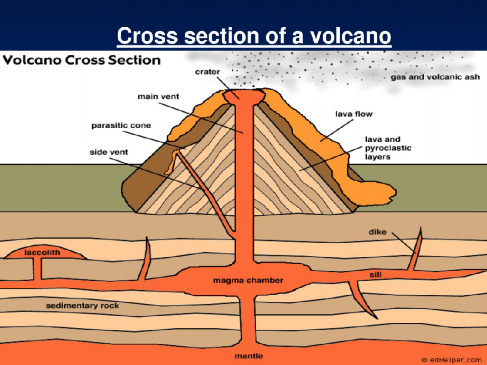 Cross section of a volcano
Volcano Cross Section
crater
gas and volcanic ash
main vent
lava flow
parasitic cone
lava and
pyroclastic
layers
side vent
dike
laccolith
sill
magma chamber
sedimentary rock
mantle
© edHelper.com